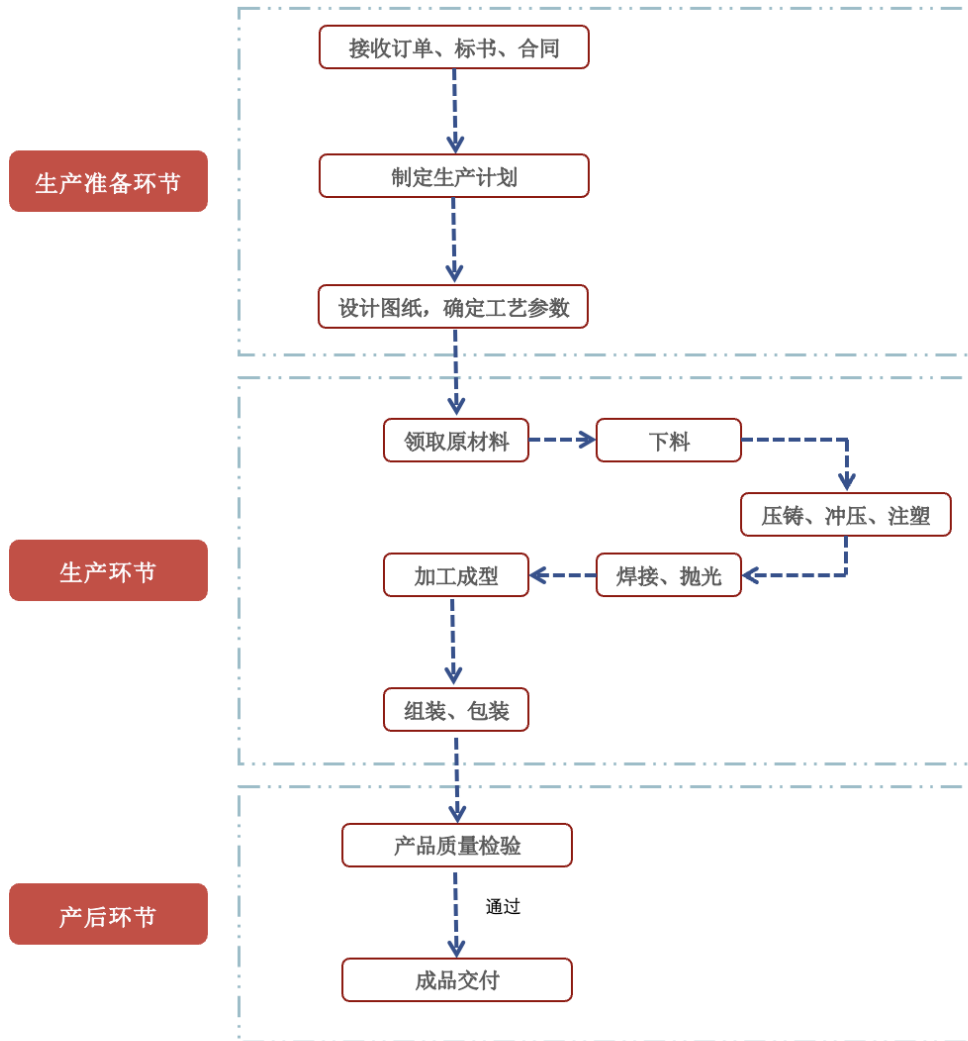 接收订单、标书、合同
生产准备环节
制定生产计划
设计图纸，确定工艺参数
领取原材料
下料
压铸、冲压、注塑
生产环节
加工成型
焊接、抛光
组装、包装
产品质量检验
产后环节
通过
成品交付